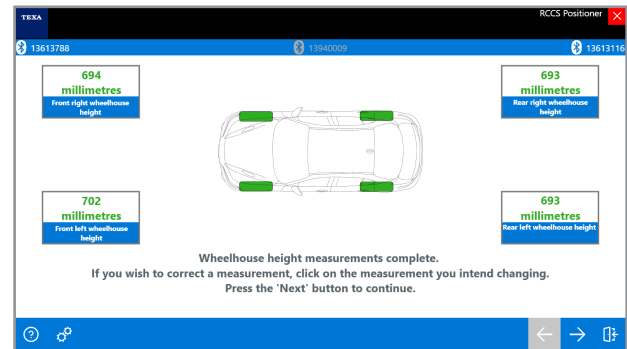 TEXA
RCCS Positioner
13613788
13940009
13613116
694
millimetres
Front right wheelhouse
height
693
millimetres
Rear right wheelhouse
height
702
millimetres
Front left wheelhouse
height
693
millimetres
Rear left wheelhouse height
Wheelhouse height measurements complete.
If you wish to correct a measurement, click on the measurement you intend changing.
Press the 'Next' button to continue.